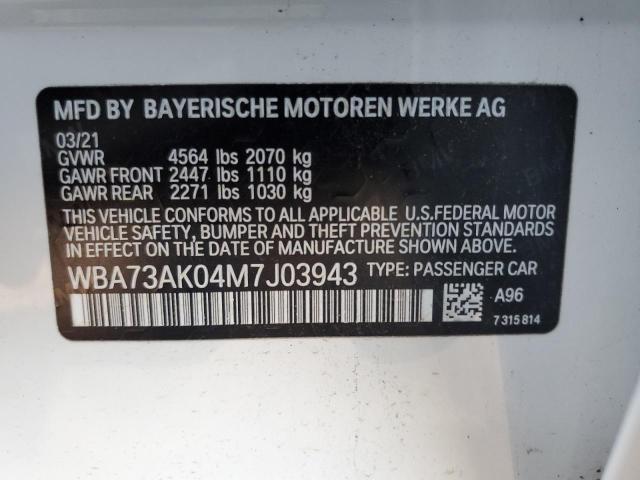 MFD BY BAYERISCHE MOTOREN WERKE AG
03/21
GVWR 4564 lbs 2070 kg
GAWR FRONT 2447 lbs 1110 kg
GAWR REAR 2271 lbs 1030 kg
THIS VEHICLE CONFORMS TO ALL APPLICABLE U.S.FEDERAL MOTOR
VEHICLE SAFETY, BUMPER AND THEFT PREVENTION STANDARDS
IN EFFECT ON THE DATE OF MANUFACTURE SHOWN ABOVE.
WBA73AK04M7J03943 TYPE: PASSENGER CAR
A96
7 315 814